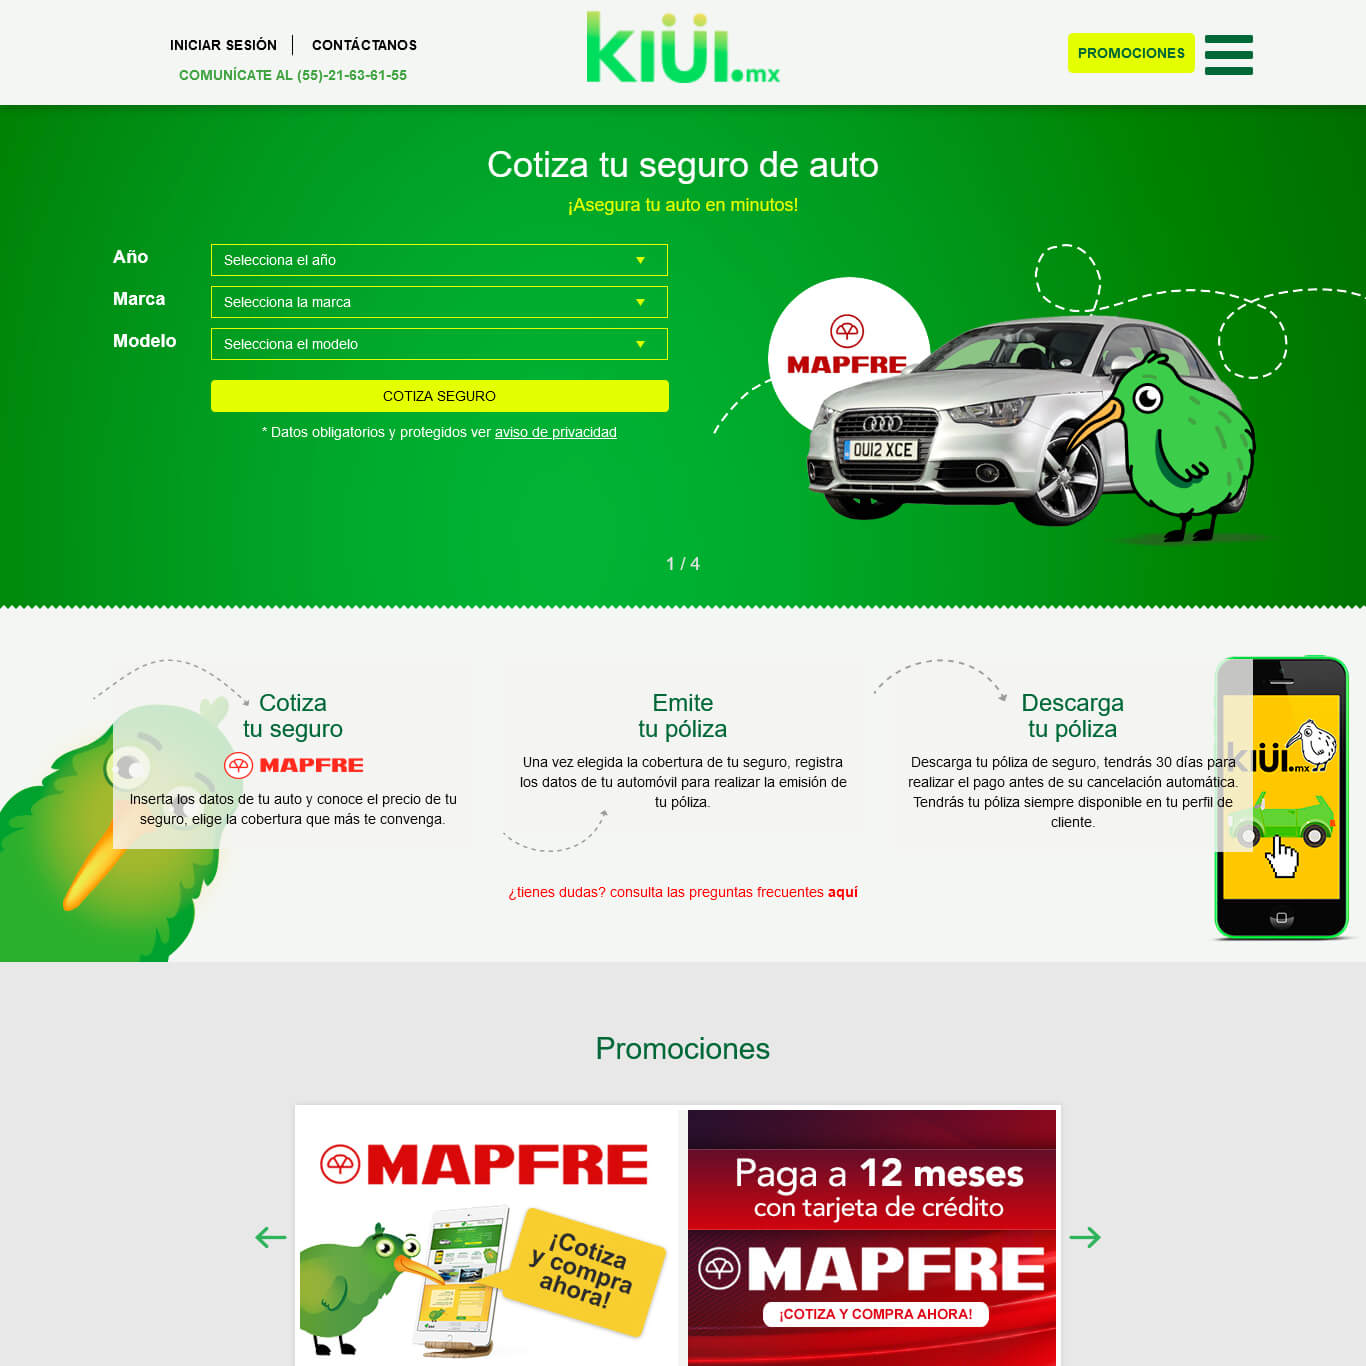 INICIAR SESIÓN
CONTÁCTANOS
COMUNÍCATE AL (55)-21-63-61-55
kıüı.mx
PROMOCIONES
Cotiza tu seguro de auto
¡Asegura tu auto en minutos!
Año
Selecciona el año
Marca
Selecciona la marca
Modelo
Selecciona el modelo
COTIZA SEGURO
* Datos obligatorios y protegidos ver aviso de privacidad
MAPFRE
OU12 XCE
1 / 4
Cotiza
tu seguro
MAPFRE
Inserta los datos de tu auto y conoce el precio de tu
seguro, elige la cobertura que más te convenga.
Emite
tu póliza
Una vez elegida la cobertura de tu seguro, registra
los datos de tu automóvil para realizar la emisión de
tu póliza.
Descarga
tu póliza
Descarga tu póliza de seguro, tendrás 30 días para
realizar el pago antes de su cancelación automática.
Tendrás tu póliza siempre disponible en tu perfil de
cliente.
kıüı.mx
¿tienes dudas? consulta las preguntas frecuentes aquí
Promociones
MAPFRE
¡Cotiza
y compra
ahora!
Paga a 12 meses
con tarjeta de crédito
MAPFRE
¡COTIZA Y COMPRA AHORA!